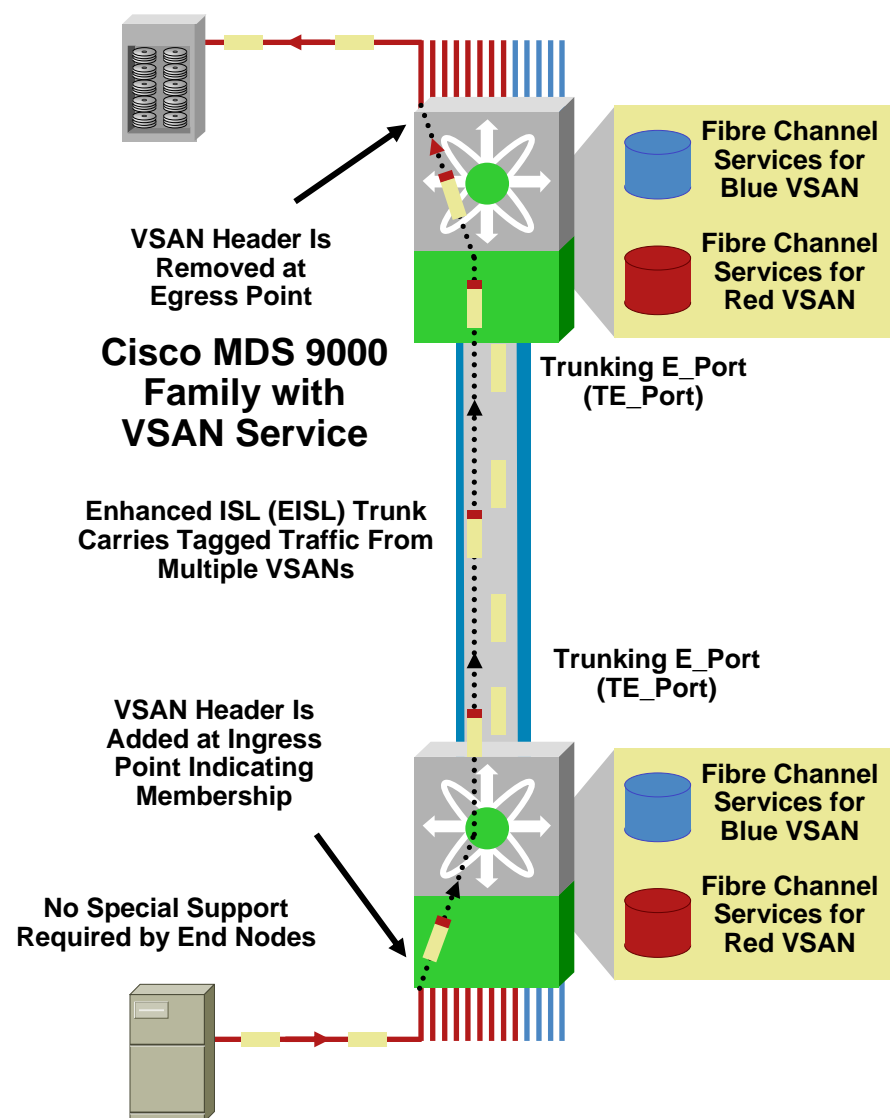 Fibre Channel
Services for
Blue VSAN
Fibre Channel
Services for
Red VSAN
VSAN Header Is
Removed at
Egress Point
Cisco MDS 9000
Family with
VSAN Service
Trunking E_Port
(TE_Port)
Enhanced ISL (EISL) Trunk
Carries Tagged Traffic From
Multiple VSANs
Trunking E_Port
(TE_Port)
VSAN Header Is
Added at Ingress
Point Indicating
Membership
Fibre Channel
Services for
Blue VSAN
Fibre Channel
Services for
Red VSAN
No Special Support
Required by End Nodes